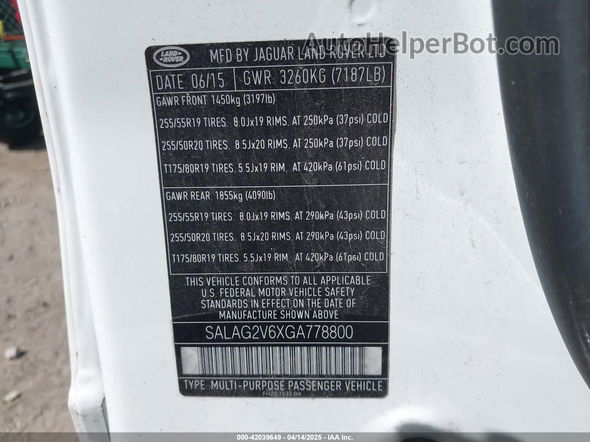 AutoHelperBot.com
LAND ROVER
MFD BY JAGUAR LAND ROVER LTD
DATE: 06/15 GWR. 3260KG (7187LB)
GAWR FRONT. 1450kg (3197lb)
255/55R19 TIRES. 8.0Jx19 RIMS. AT 250kPa (37psi) COLD
255/50R20 TIRES. 8.5Jx20 RIMS. AT 250kPa (37psi) COLD
T175/80R19 TIRES. 5.5Jx19 RIM. AT 420kPa (61psi) COLD
GAWR REAR. 1855kg (4090lb)
255/55R19 TIRES. 8.0Jx19 RIMS. AT 290kPa (43psi) COLD
255/50R20 TIRES. 8.5Jx20 RIMS. AT 290kPa (43psi) COLD
T175/80R19 TIRES. 5.5Jx19 RIM. AT 420kPa (61psi) COLD
THIS VEHICLE CONFORMS TO ALL APPLICABLE
U.S. FEDERAL MOTOR VEHICLE SAFETY
STANDARDS IN EFFECT ON THE DATE OF
MANUFACTURE SHOWN ABOVE
SALAG2V6XGA778800
TYPE: MULTI-PURPOSE PASSENGER VEHICLE
000-42039649 - 04/14/2025 - IAA Inc.